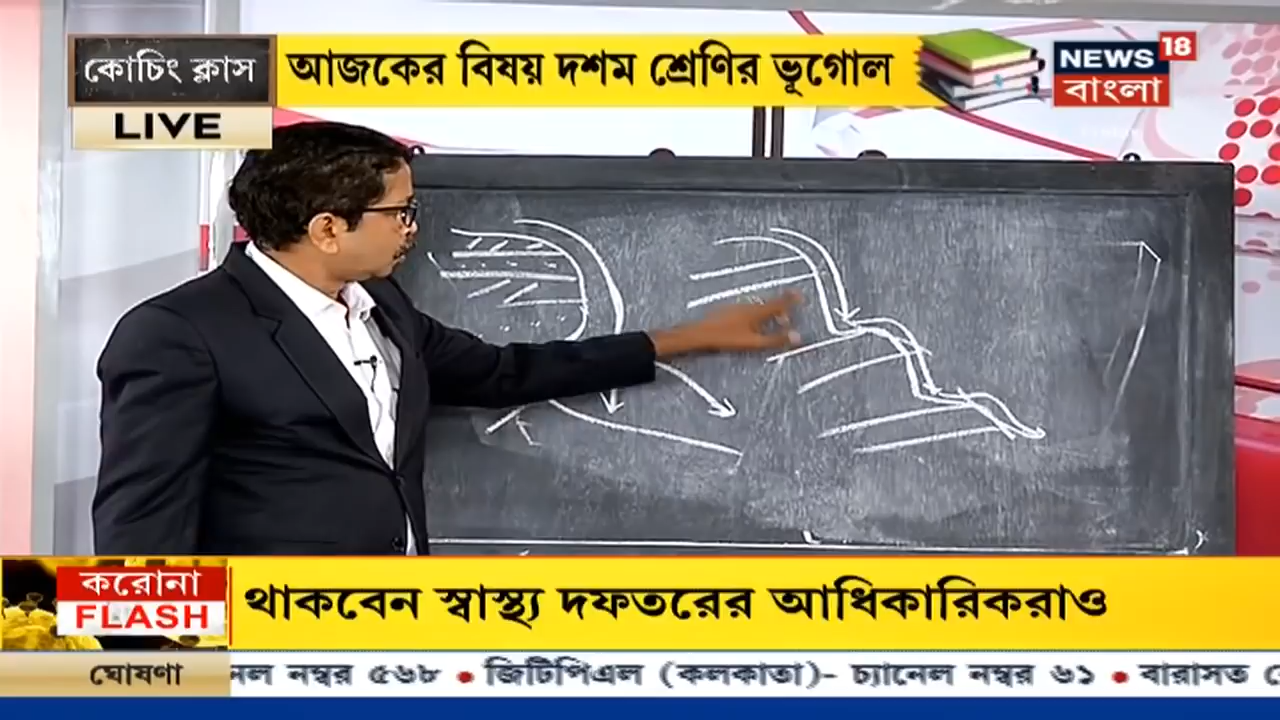 কোচিং ক্লাস
LIVE
আজকের বিষয় দশম শ্রেণির ভূগোল
NEWS 18
বাংলা
করোনা
FLASH
থাকবেন স্বাস্থ্য দফতরের আধিকারিকরাও
ঘোষণা
নল নম্বর ৫৬৮ • জিটিপিএল (কলকাতা)- চ্যানেল নম্বর ৬১ • বারাসত